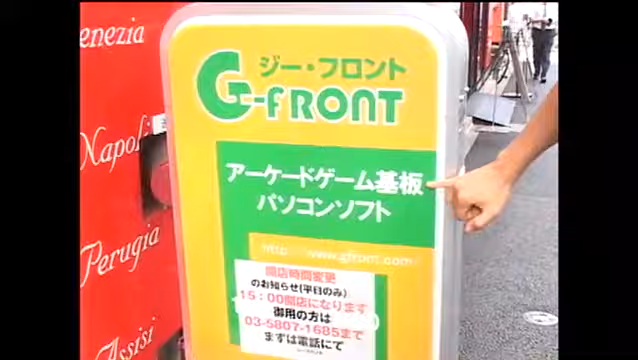 enezia
Napoli
Perugia
Assisi
ジー・フロント
G-FRONT
アーケードゲーム基板
パソコンソフト
http://www.gfront.com
開店時間変更
のお知らせ(平日のみ)
15:00開店になります
御用の方は
03-5807-1685まで
まずは電話にて